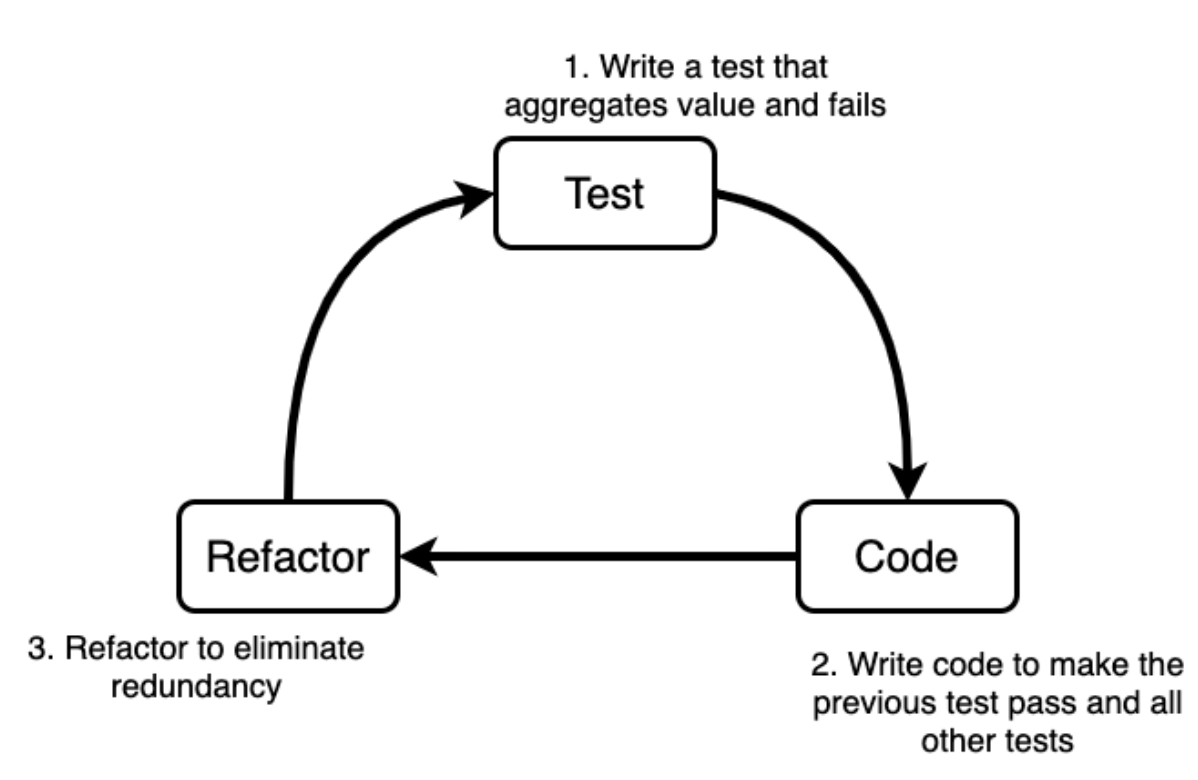 1. Write a test that
aggregates value and fails
Test
Refactor
Code
3. Refactor to eliminate
redundancy
2. Write code to make the
previous test pass and all
other tests